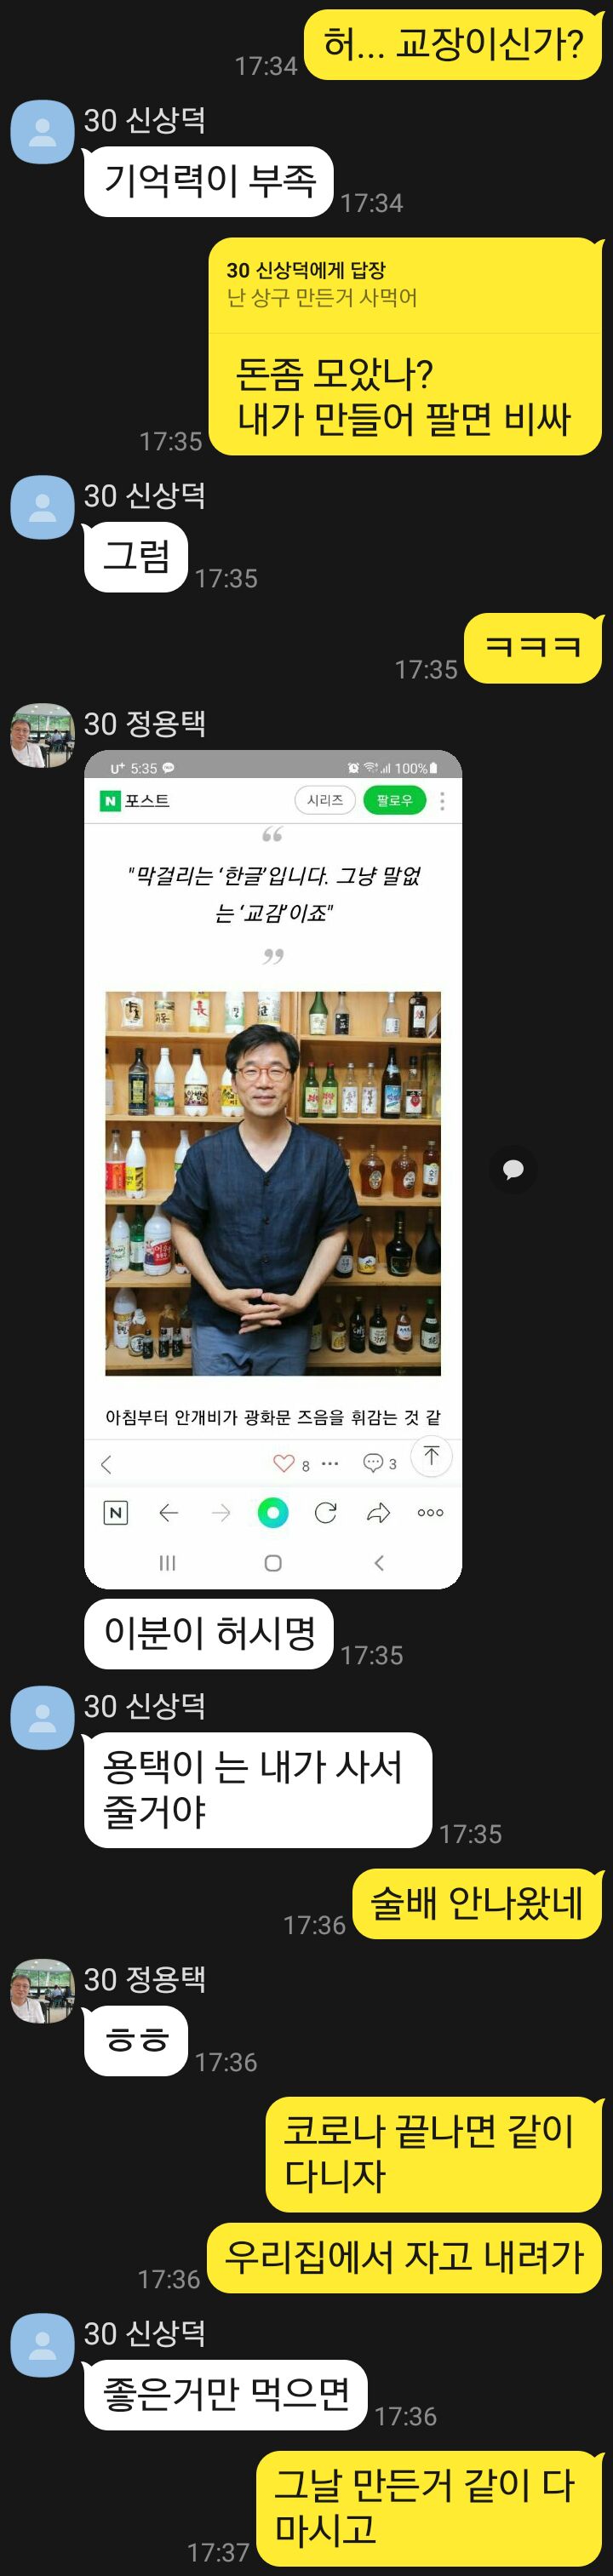 허... 교장이신가?
17:34
30 신상덕
기억력이 부족
17:34
30 신상덕에게 답장
난 상구 만든거 사먹어
돈좀 모았나?
내가 만들어 팔면 비싸
17:35
30 신상덕
그럼
17:35
ㅋㅋㅋ
17:35
30 정용택
U+ 5:35
100%
N 포스트
시리즈
팔로우
“
"막걸리는 ‘한글’입니다. 그냥 말없
는 ‘교감’이죠"
”
아침부터 안개비가 광화문 즈음을 휘감는 것 같
8
3
N
이분이 허시명
17:35
30 신상덕
용택이 는 내가 사서
줄거야
17:35
술배 안나왔네
17:36
30 정용택
ㅎㅎ
17:36
코로나 끝나면 같이
다니자
우리집에서 자고 내려가
17:36
30 신상덕
좋은거만 먹으면
17:36
그날 만든거 같이 다
마시고
17:37